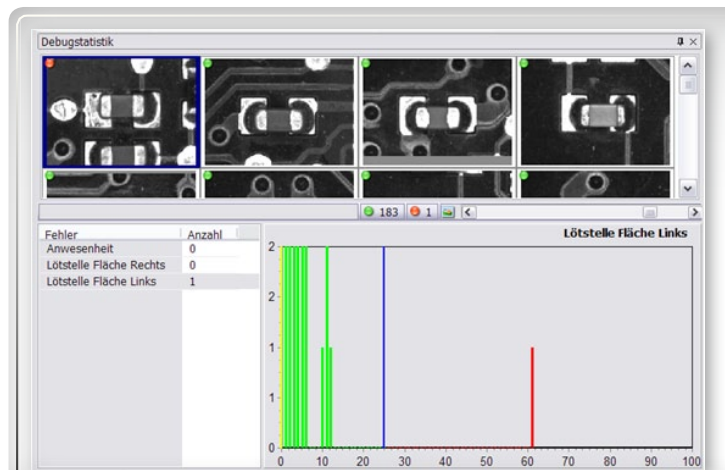 Debugstatistik
183 1
Lötstelle Fläche Links
Fehler Anzahl
Anwesenheit 0
Lötstelle Fläche Rechts 0
Lötstelle Fläche Links 1
2
2
1
1
0
0 10 20 30 40 50 60 70 80 90 100